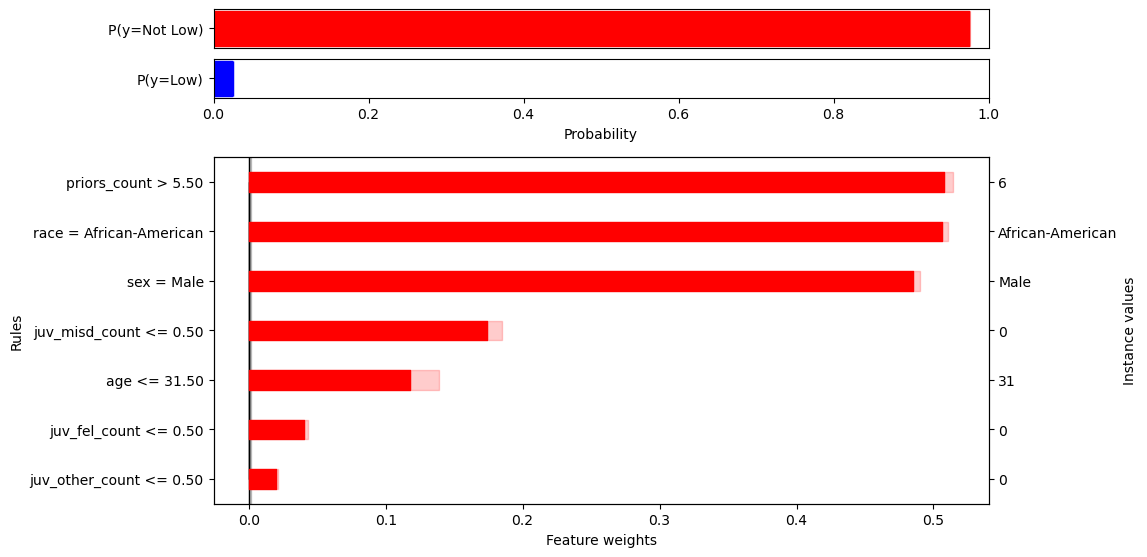 P(y=Not Low)
P(y=Low)
0.0 0.2 0.4 0.6 0.8 1.0
Probability
priors_count > 5.50 6
race = African-American African-American
sex = Male Male
juv_misd_count <= 0.50 0
age <= 31.50 31
juv_fel_count <= 0.50 0
juv_other_count <= 0.50 0
Rules
Instance values
0.0 0.1 0.2 0.3 0.4 0.5
Feature weights